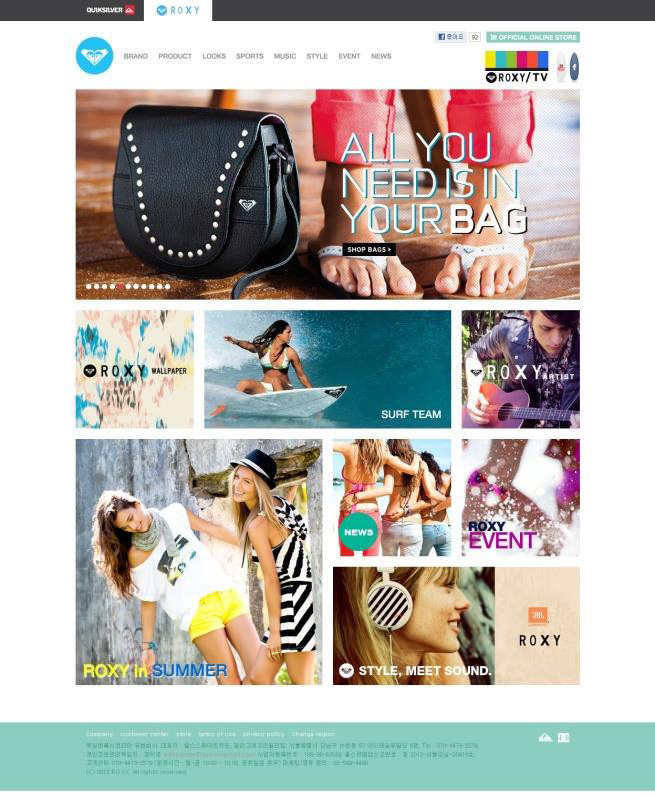 QUIKSILVER
ROXY
좋아요 92
OFFICIAL ONLINE STORE
BRAND PRODUCT LOOKS SPORTS MUSIC STYLE EVENT NEWS
ROXY/TV
ALL YOU
NEED IS IN
YOUR BAG
SHOP BAGS
ROXY WALLPAPER
SURF TEAM
ROXY ARTIST
NEWS
ROXY
EVENT
ROXY in SUMMER
JBL
ROXY
STYLE, MEET SOUND.
company customer center store terms of use privacy policy change region
(C) 2012 ROXY. All rights reserved.